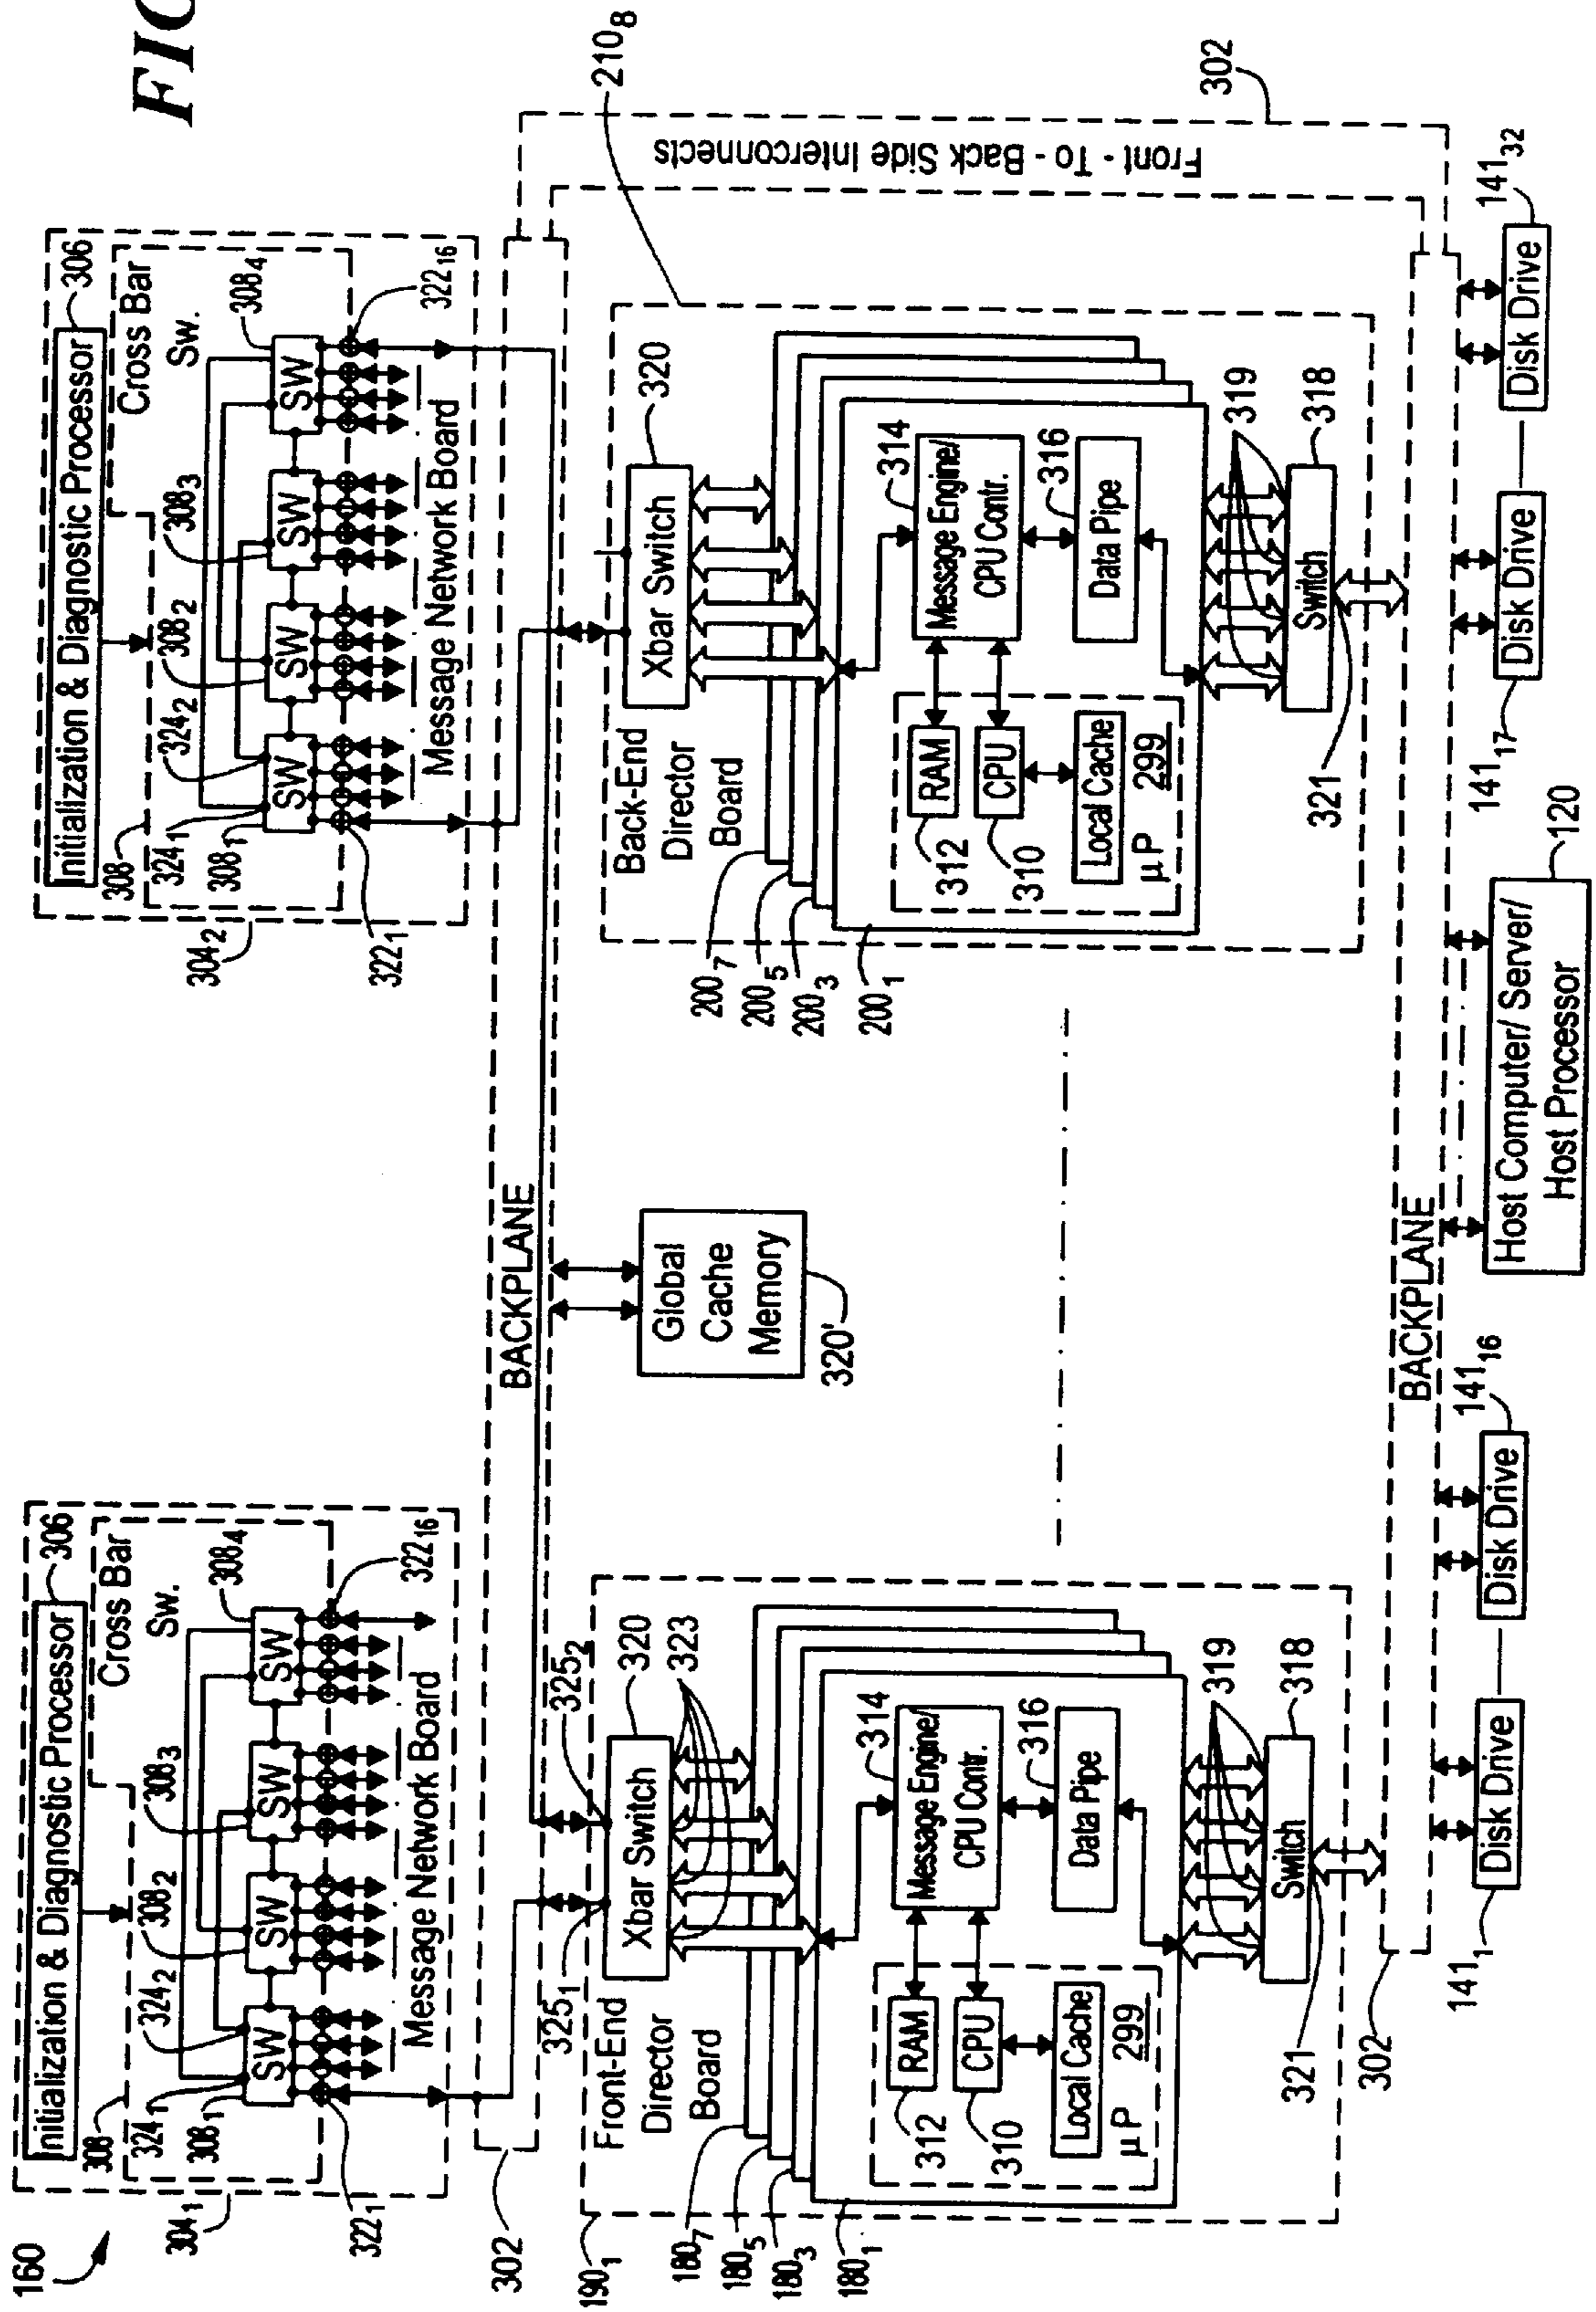 FIG
160
304₁
Initialization & Diagnostic Processor
306
308
Cross Bar
Sw.
324₁
324₂
308₁
308₂
308₃
308₄
SW
SW
SW
SW
322₁
322₁₆
Message Network Board
304₂
Initialization & Diagnostic Processor
306
308
Cross Bar
Sw.
324₁
324₂
308₁
308₂
308₃
308₄
SW
SW
SW
SW
322₁
322₁₆
Message Network Board
302
BACKPLANE
Front - To - Back Side Interconnects
302
210₈
190₁
325₁
325₂
Front-End
Director
Board
Xbar Switch
320
323
180₇
180₅
180₃
180₁
Message Engine/
CPU Contr.
314
RAM
312
CPU
310
Local Cache
μP
299
Data Pipe
316
319
Switch
318
321
Global
Cache
Memory
320'
Back-End
Director
Board
Xbar Switch
320
200₇
200₅
200₃
200₁
Message Engine/
CPU Contr.
314
RAM
312
CPU
310
Local Cache
μP
299
Data Pipe
316
319
Switch
318
321
302
BACKPLANE
Disk Drive
141₁
Disk Drive
141₁₆
Host Computer/ Server/
Host Processor
120
Disk Drive
141₁₇
Disk Drive
141₃₂